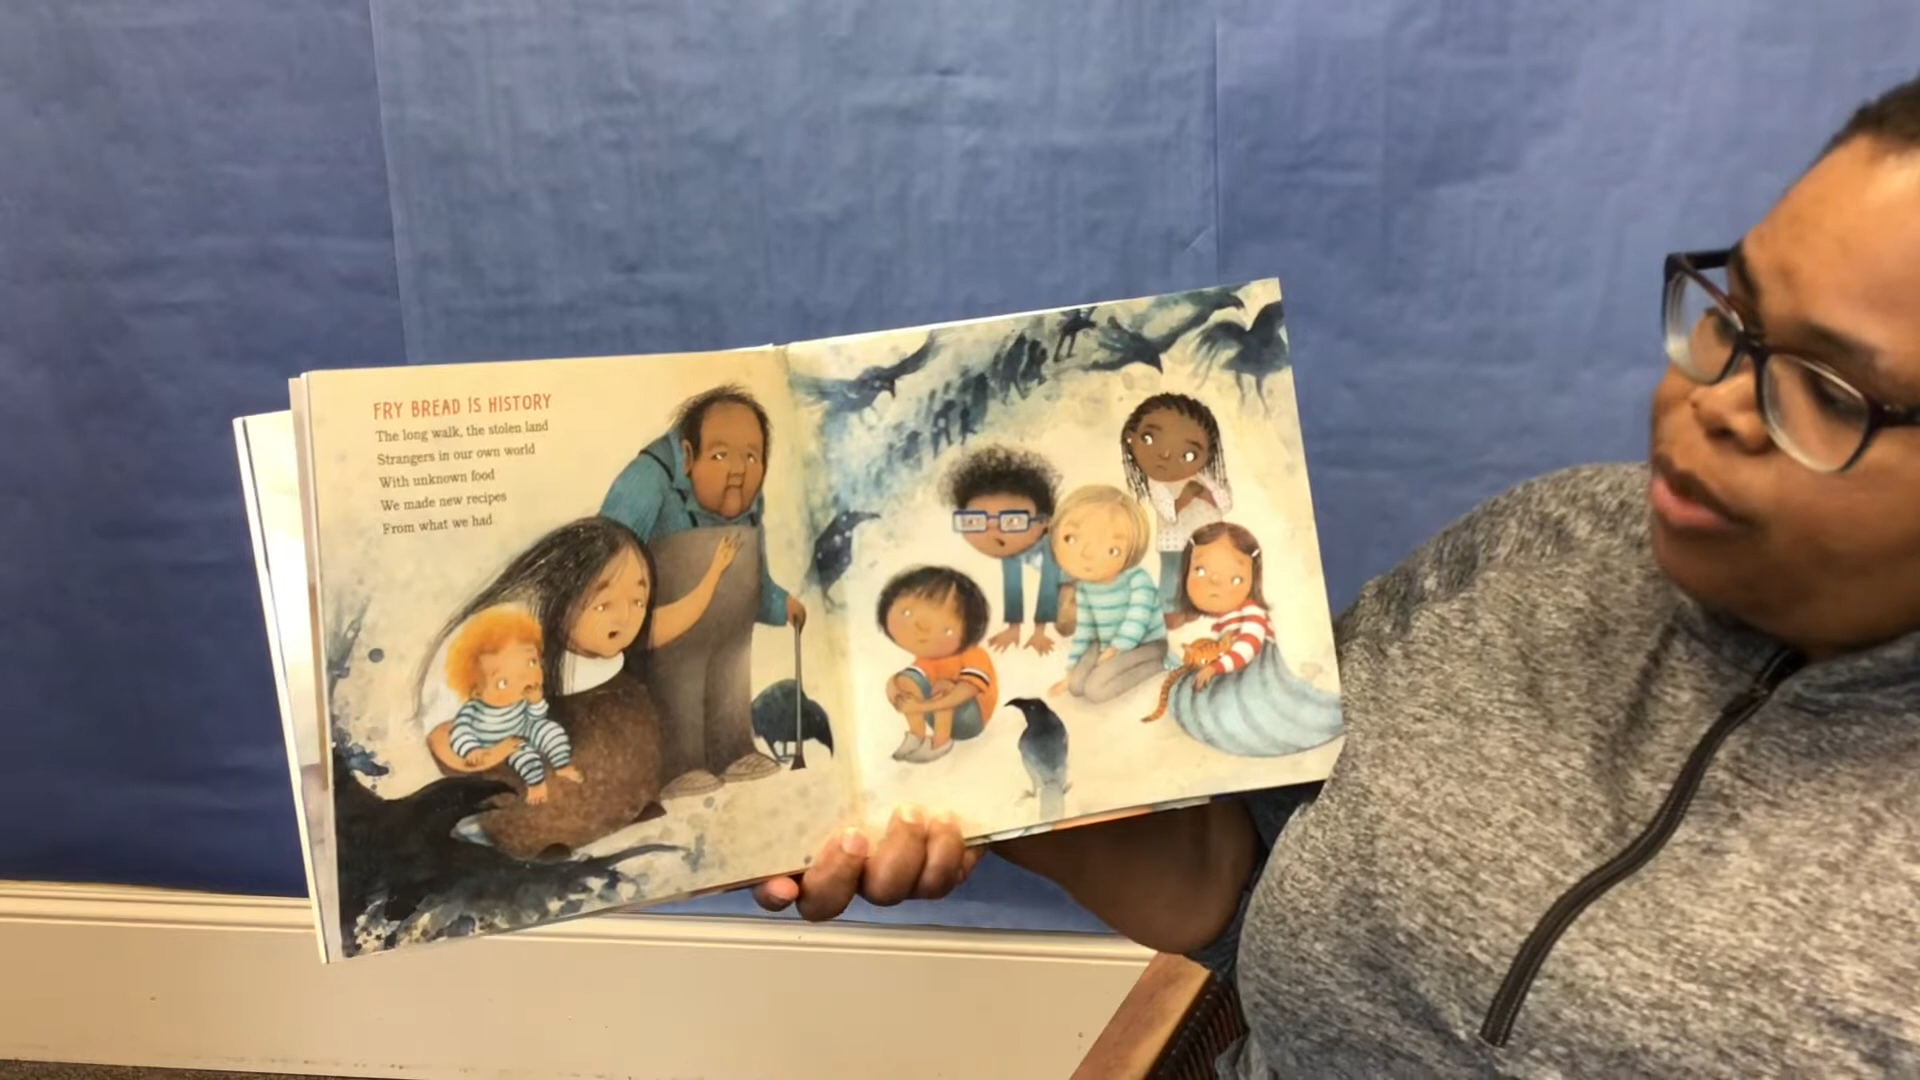 FRY BREAD IS HISTORY
The long walk, the stolen land
Strangers in our own world
With unknown food
We made new recipes
From what we had